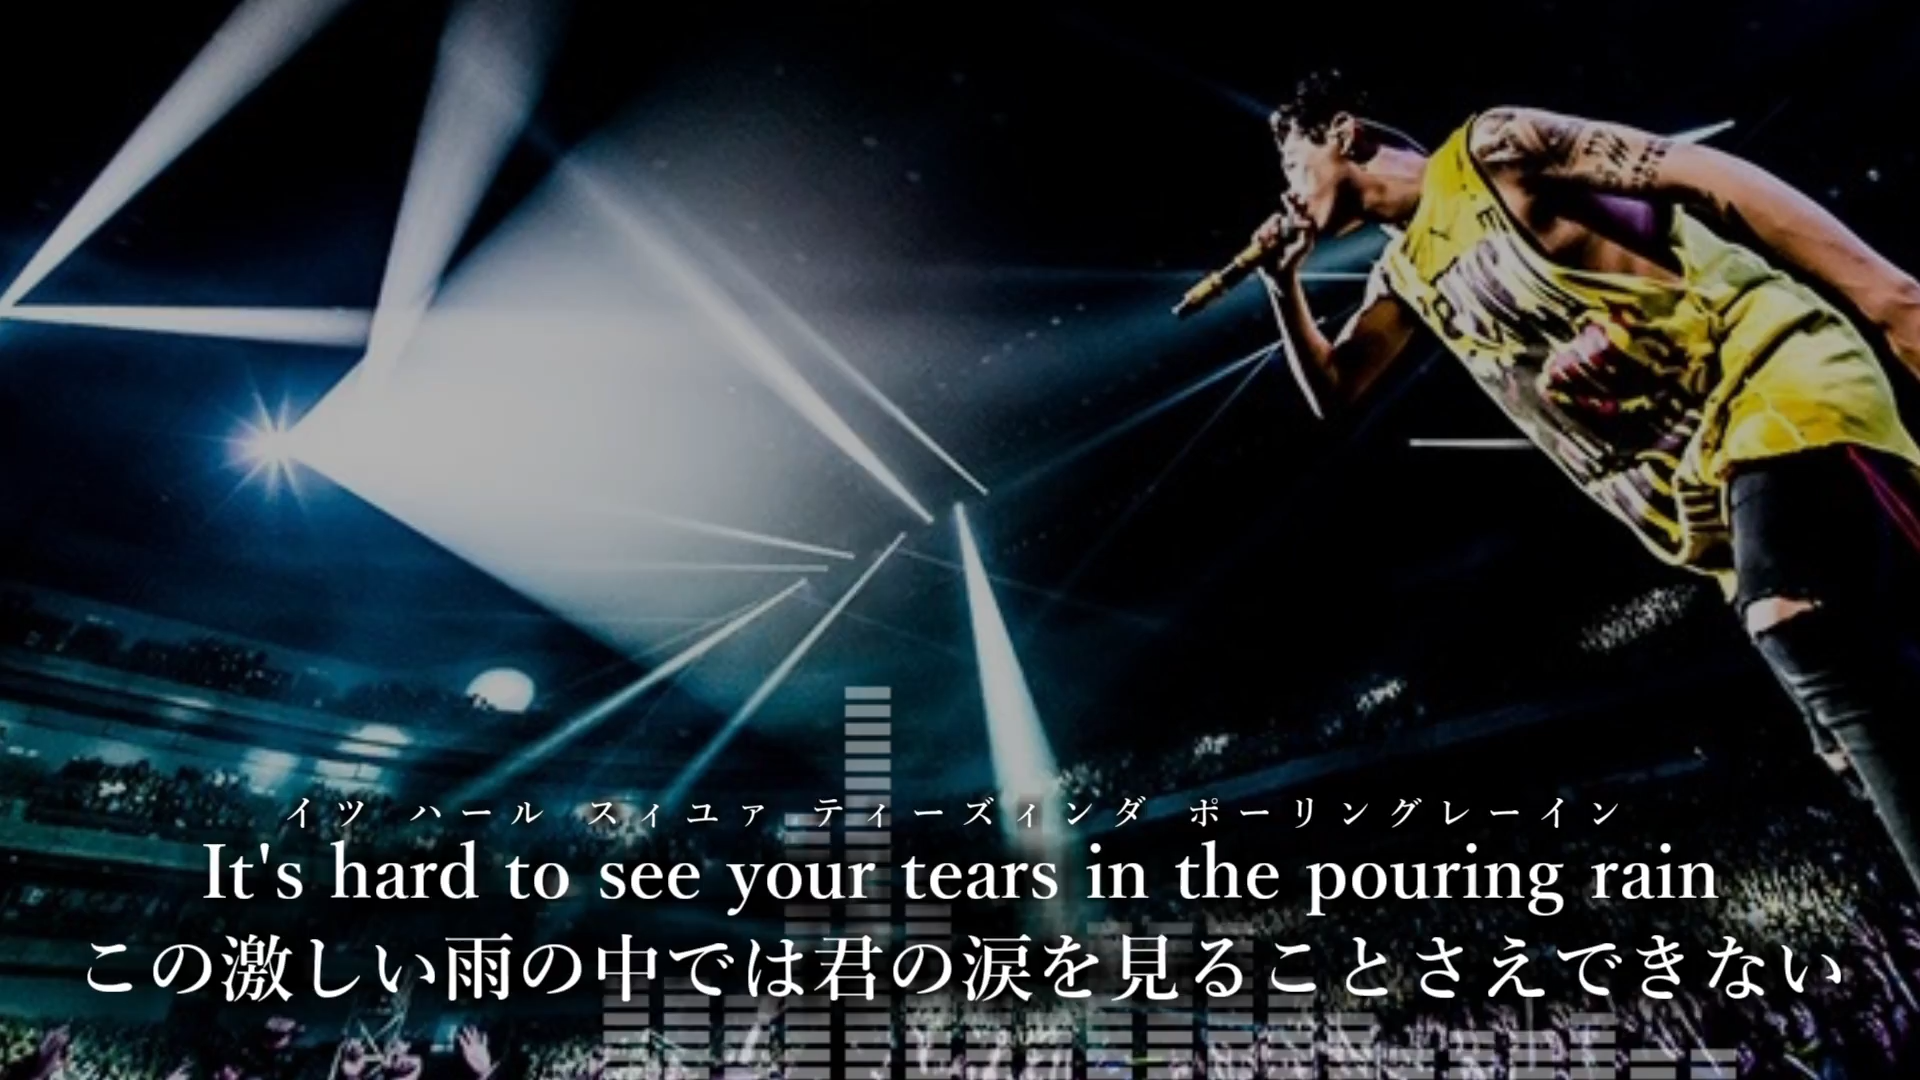 イツ ハール スィユァ ティーズィンダ ポーリングレーイン
It's hard to see your tears in the pouring rain
この激しい雨の中では君の涙を見ることさえできない